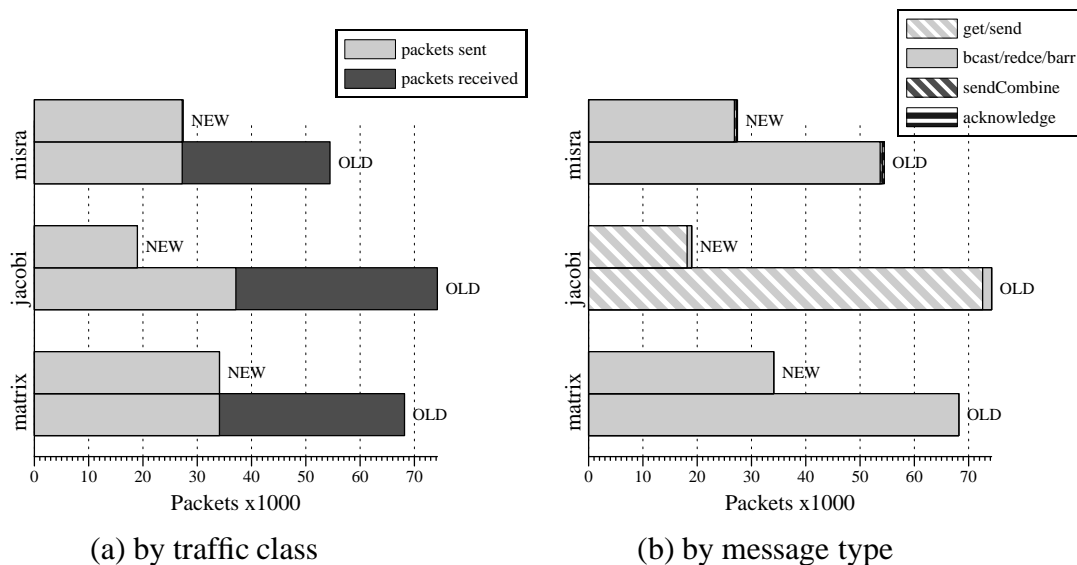 packets sent
packets received
misra
NEW
OLD
jacobi
NEW
OLD
matrix
NEW
OLD
0 10 20 30 40 50 60 70
Packets x1000
(a) by traffic class
get/send
bcast/redce/barr
sendCombine
acknowledge
misra
NEW
OLD
jacobi
NEW
OLD
matrix
NEW
OLD
0 10 20 30 40 50 60 70
Packets x1000
(b) by message type